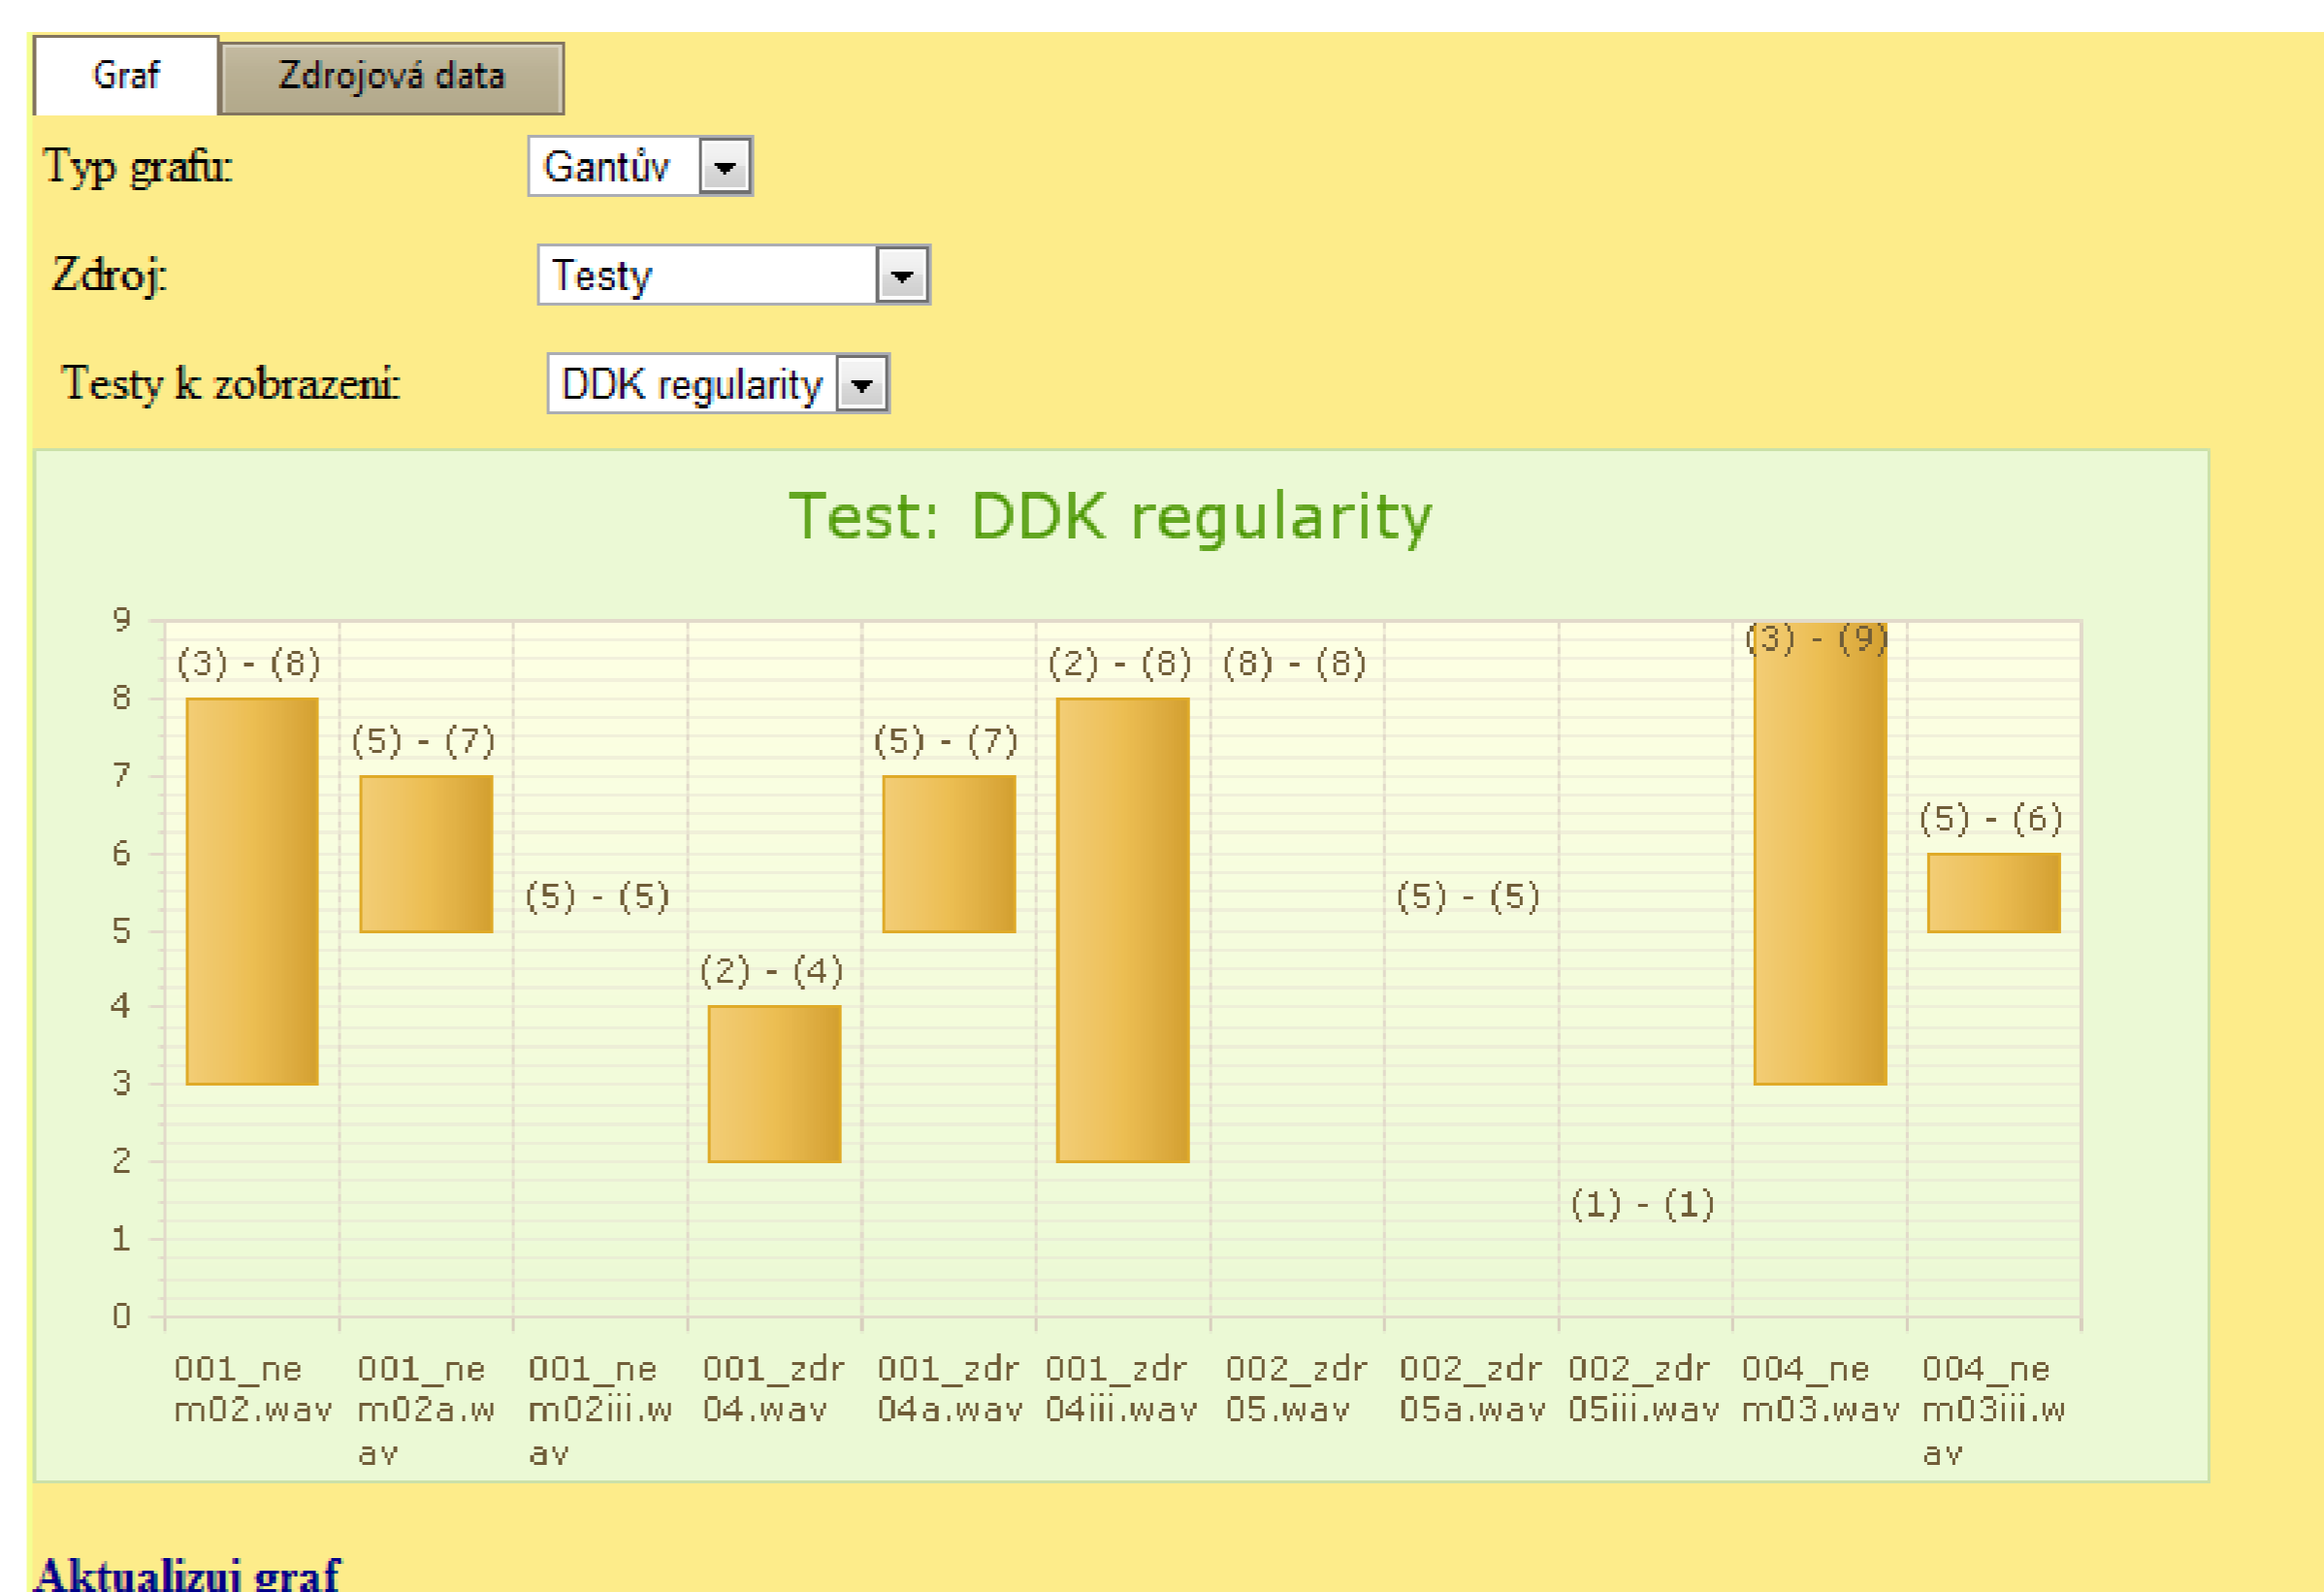 Graf Zdrojová data
Typ grafu: Gantův
Zdroj: Testy
Testy k zobrazení: DDK regularity
Test: DDK regularity
9
(3) - (8) (2) - (8) (8) - (8) (3) - (9)
8
(5) - (7) (5) - (7)
7
(5) - (6)
6
(5) - (5) (5) - (5)
5
(2) - (4)
4
3
2
(1) - (1)
1
0
001_ne 001_ne 001_ne 001_zdr 001_zdr 001_zdr 002_zdr 002_zdr 002_zdr 004_ne 004_ne
m02.wav m02a.w m02iii.w 04.wav 04a.wav 04iii.wav 05.wav 05a.wav 05iii.wav m03.wav m03iii.w
av av av
Aktualizuj graf